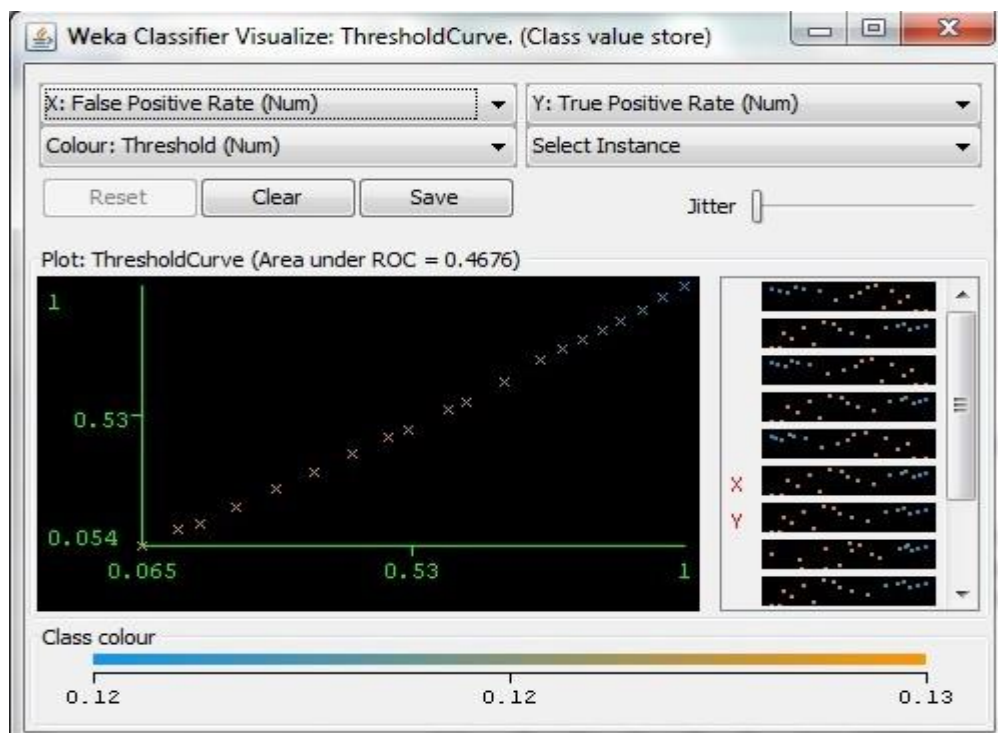 Weka Classifier Visualize: ThresholdCurve. (Class value store)
X: False Positive Rate (Num) Y: True Positive Rate (Num)
Colour: Threshold (Num) Select Instance
Reset Clear Save Jitter
Plot: ThresholdCurve (Area under ROC = 0.4676)
1
0.53
X
Y
0.054
0.065 0.53 1
Class colour
0.12 0.12 0.13